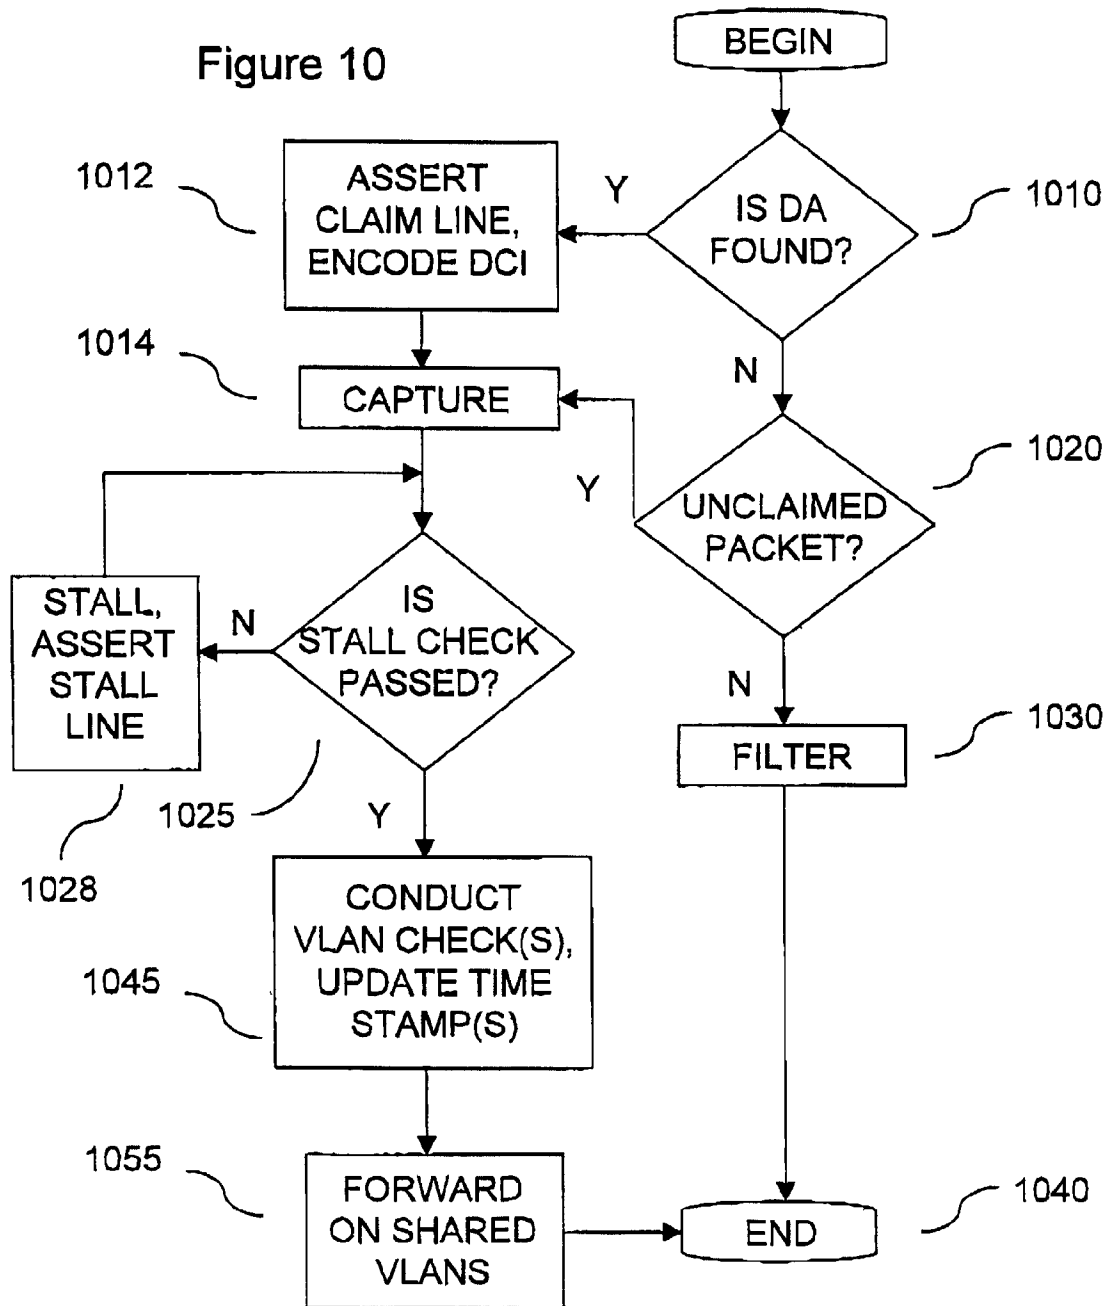 Figure 10
BEGIN
1012
ASSERT
CLAIM LINE,
ENCODE DCI
Y
IS DA
FOUND?
1010
1014
CAPTURE
N
1020
Y
UNCLAIMED
PACKET?
STALL,
ASSERT
STALL
LINE
N
IS
STALL CHECK
PASSED?
N
1030
FILTER
1028
1025
Y
CONDUCT
VLAN CHECK(S),
UPDATE TIME
STAMP(S)
1045
1055
FORWARD
ON SHARED
VLANS
END
1040